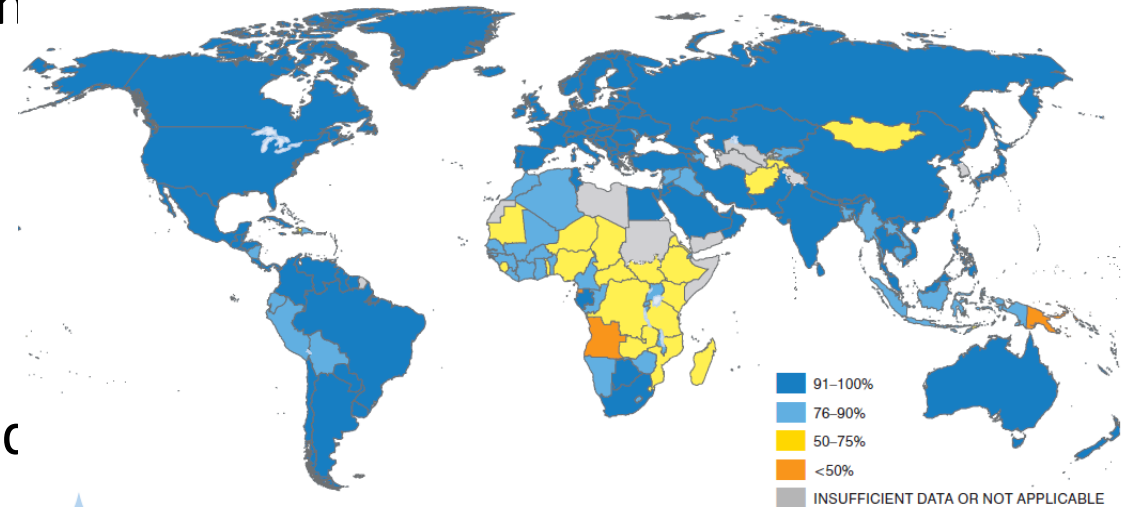 91–100%
76–90%
50–75%
<50%
INSUFFICIENT DATA OR NOT APPLICABLE